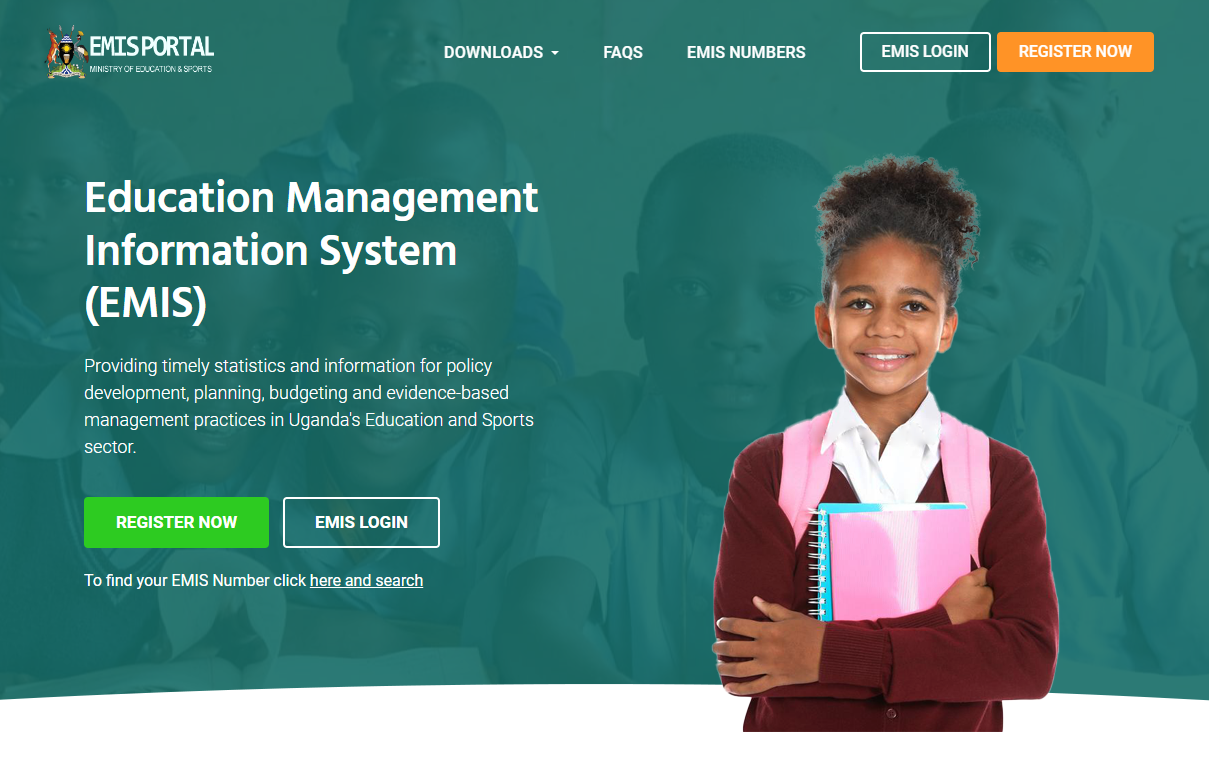 EMIS PORTAL
MINISTRY OF EDUCATION & SPORTS
DOWNLOADS
FAQS
EMIS NUMBERS
EMIS LOGIN
REGISTER NOW
Education Management
Information System
(EMIS)
Providing timely statistics and information for policy
development, planning, budgeting and evidence-based
management practices in Uganda's Education and Sports
sector.
REGISTER NOW
EMIS LOGIN
To find your EMIS Number click here and search